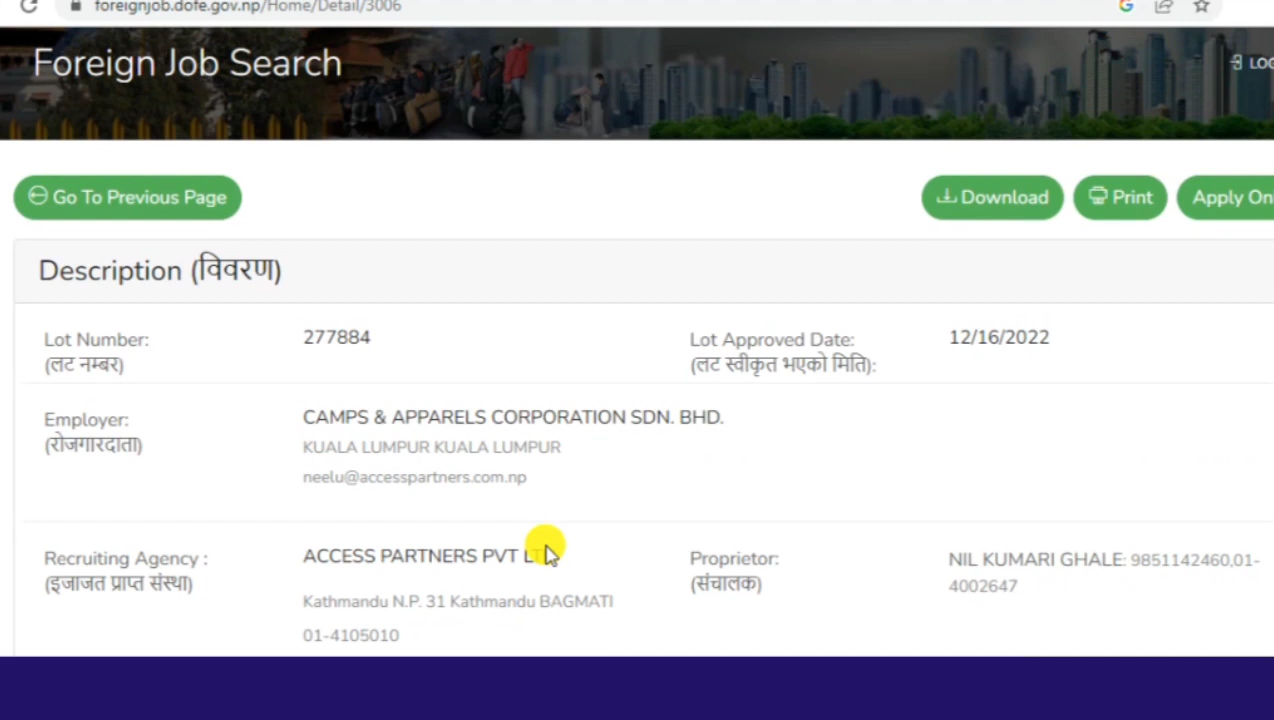 foreignjob.dofe.gov.np/Home/Detail/3006
Foreign Job Search
Go To Previous Page
Download
Print
Apply
Description (विवरण)
Lot Number: 277884 Lot Approved Date: 12/16/2022
(लट नम्बर) (लट स्वीकृत भएको मिति):
Employer: CAMPS & APPARELS CORPORATION SDN. BHD.
(रोजगारदाता) KUALA LUMPUR KUALA LUMPUR
neelu@accesspartners.com.np
Recruiting Agency : ACCESS PARTNERS PVT Proprietor: NIL KUMARI GHALE: 9851142460,01-
(इजाजत प्राप्त संस्था) (संचालक) 4002647
Kathmandu N.P. 31 Kathmandu BAGMATI
01-4105010